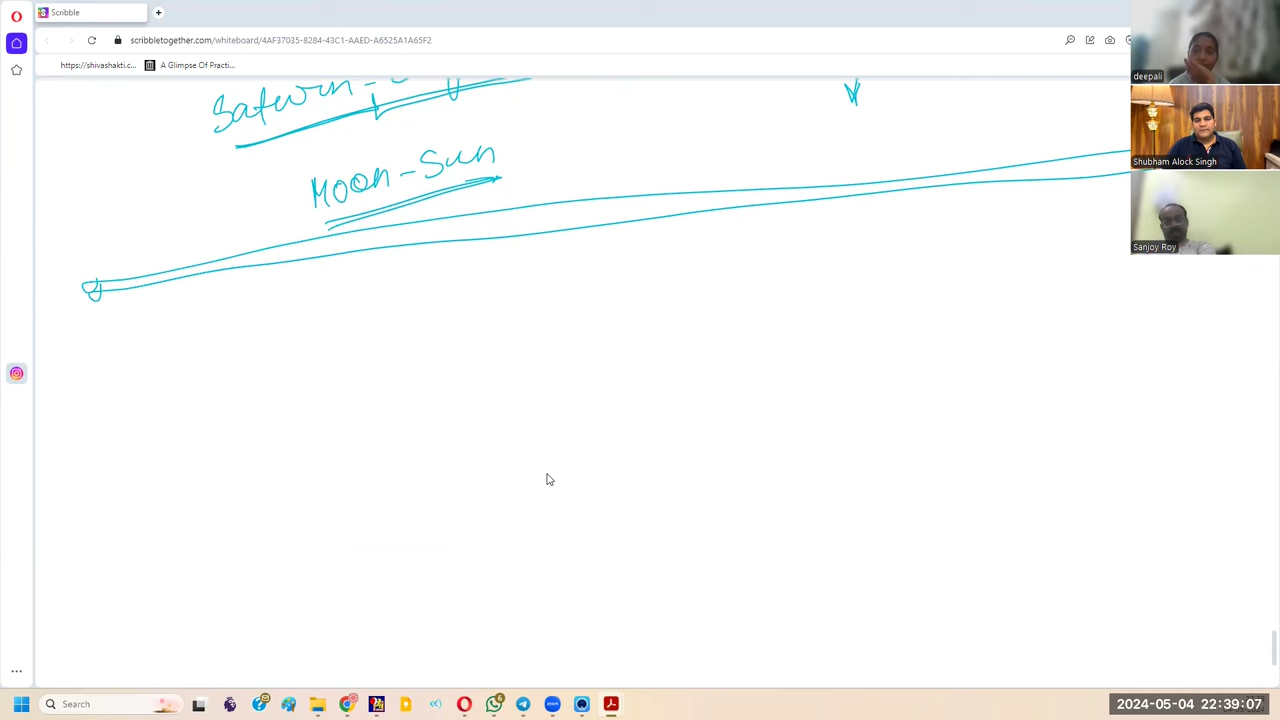 Scribble
scribbletogether.com/whiteboard/4AF37035-8284-43C1-AAED-A6525A1A65F2
https://shivashakti.c...
A Glimpse Of Practi...
Saturn -
Moon - Sun
deepali
Shubham Alock Singh
Sanjoy Roy
Search
2024-05-04 22:39:07